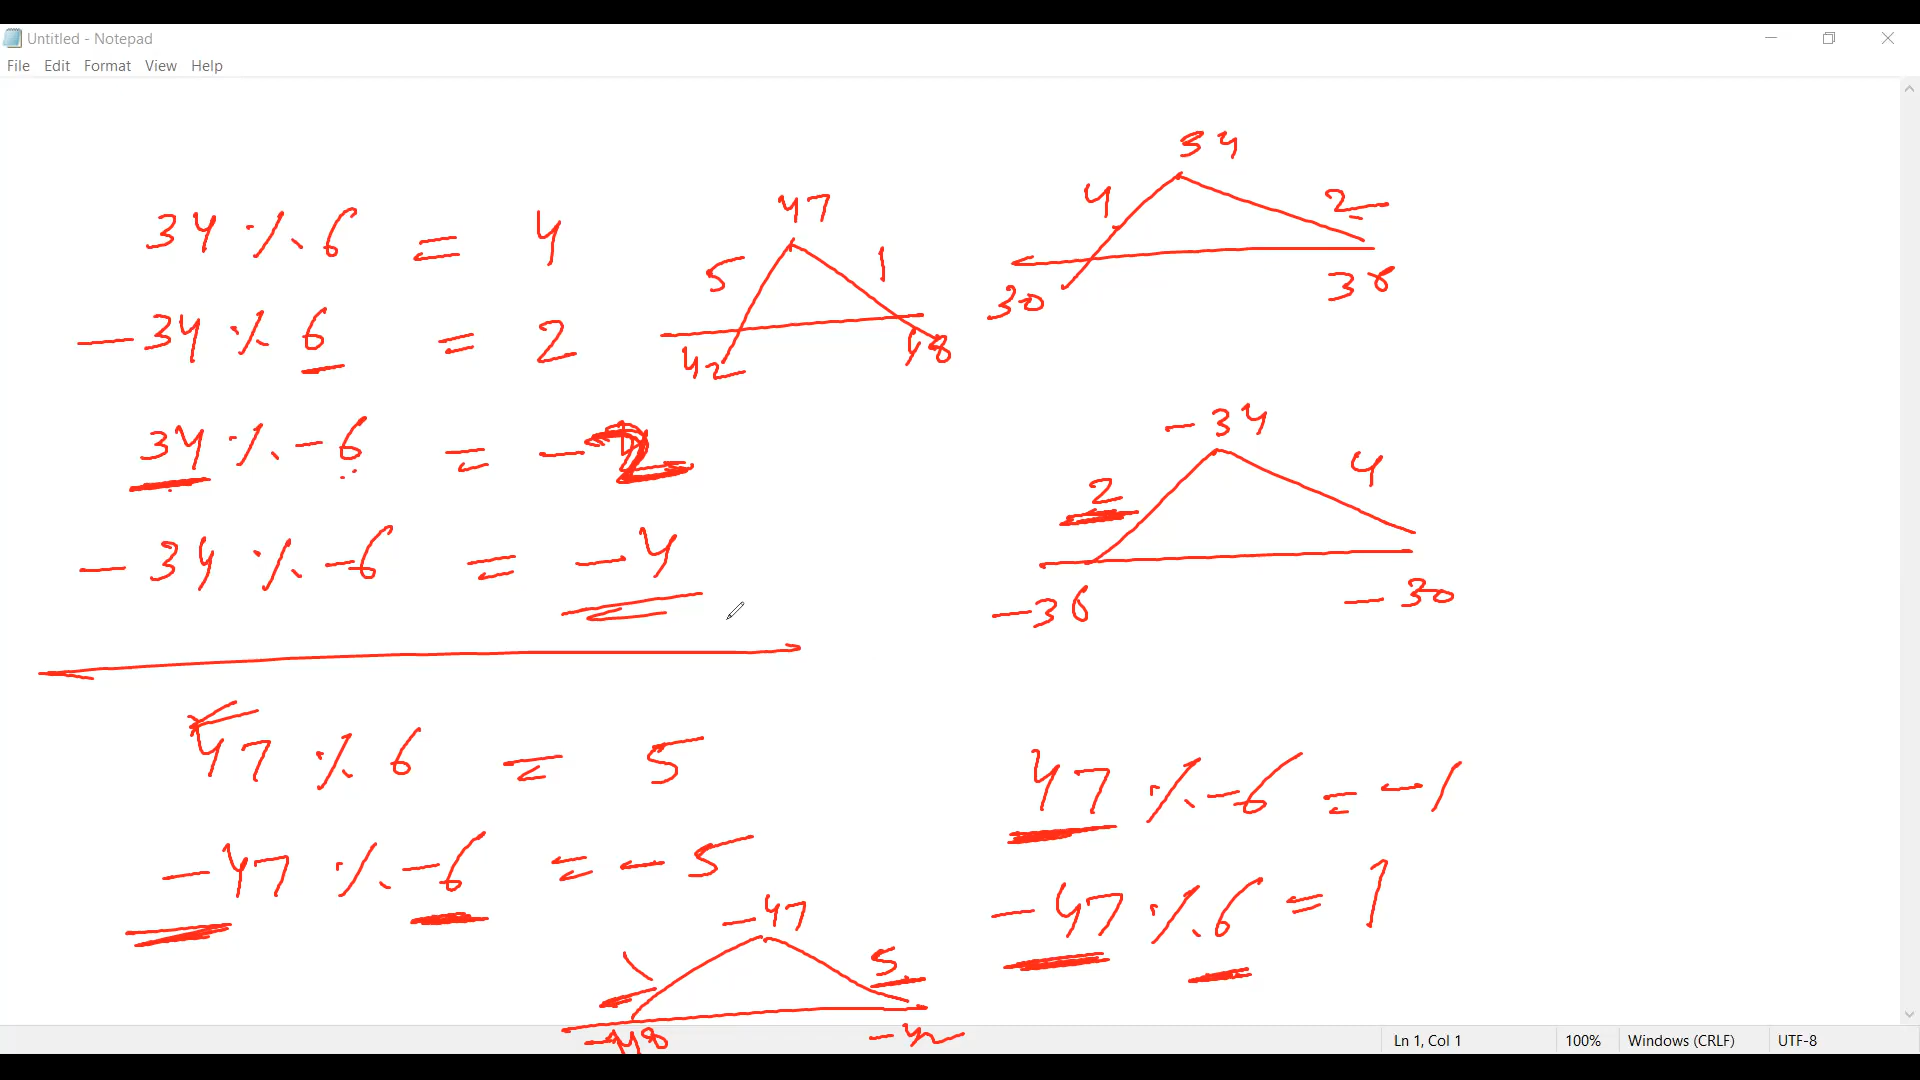 Untitled - Notepad
File Edit Format View Help
34 % 6 = 4
-34 % 6 = 2
34 % -6 = -2
-34 % -6 = -4
47
5 1
42 48
34
4 2
30 36
-34
2 4
-36 -30
47 % 6 = 5
-47 % -6 = -5
47 % -6 = -1
-47 % 6 = 1
-47
5
-48
Ln 1, Col 1 100% Windows (CRLF) UTF-8